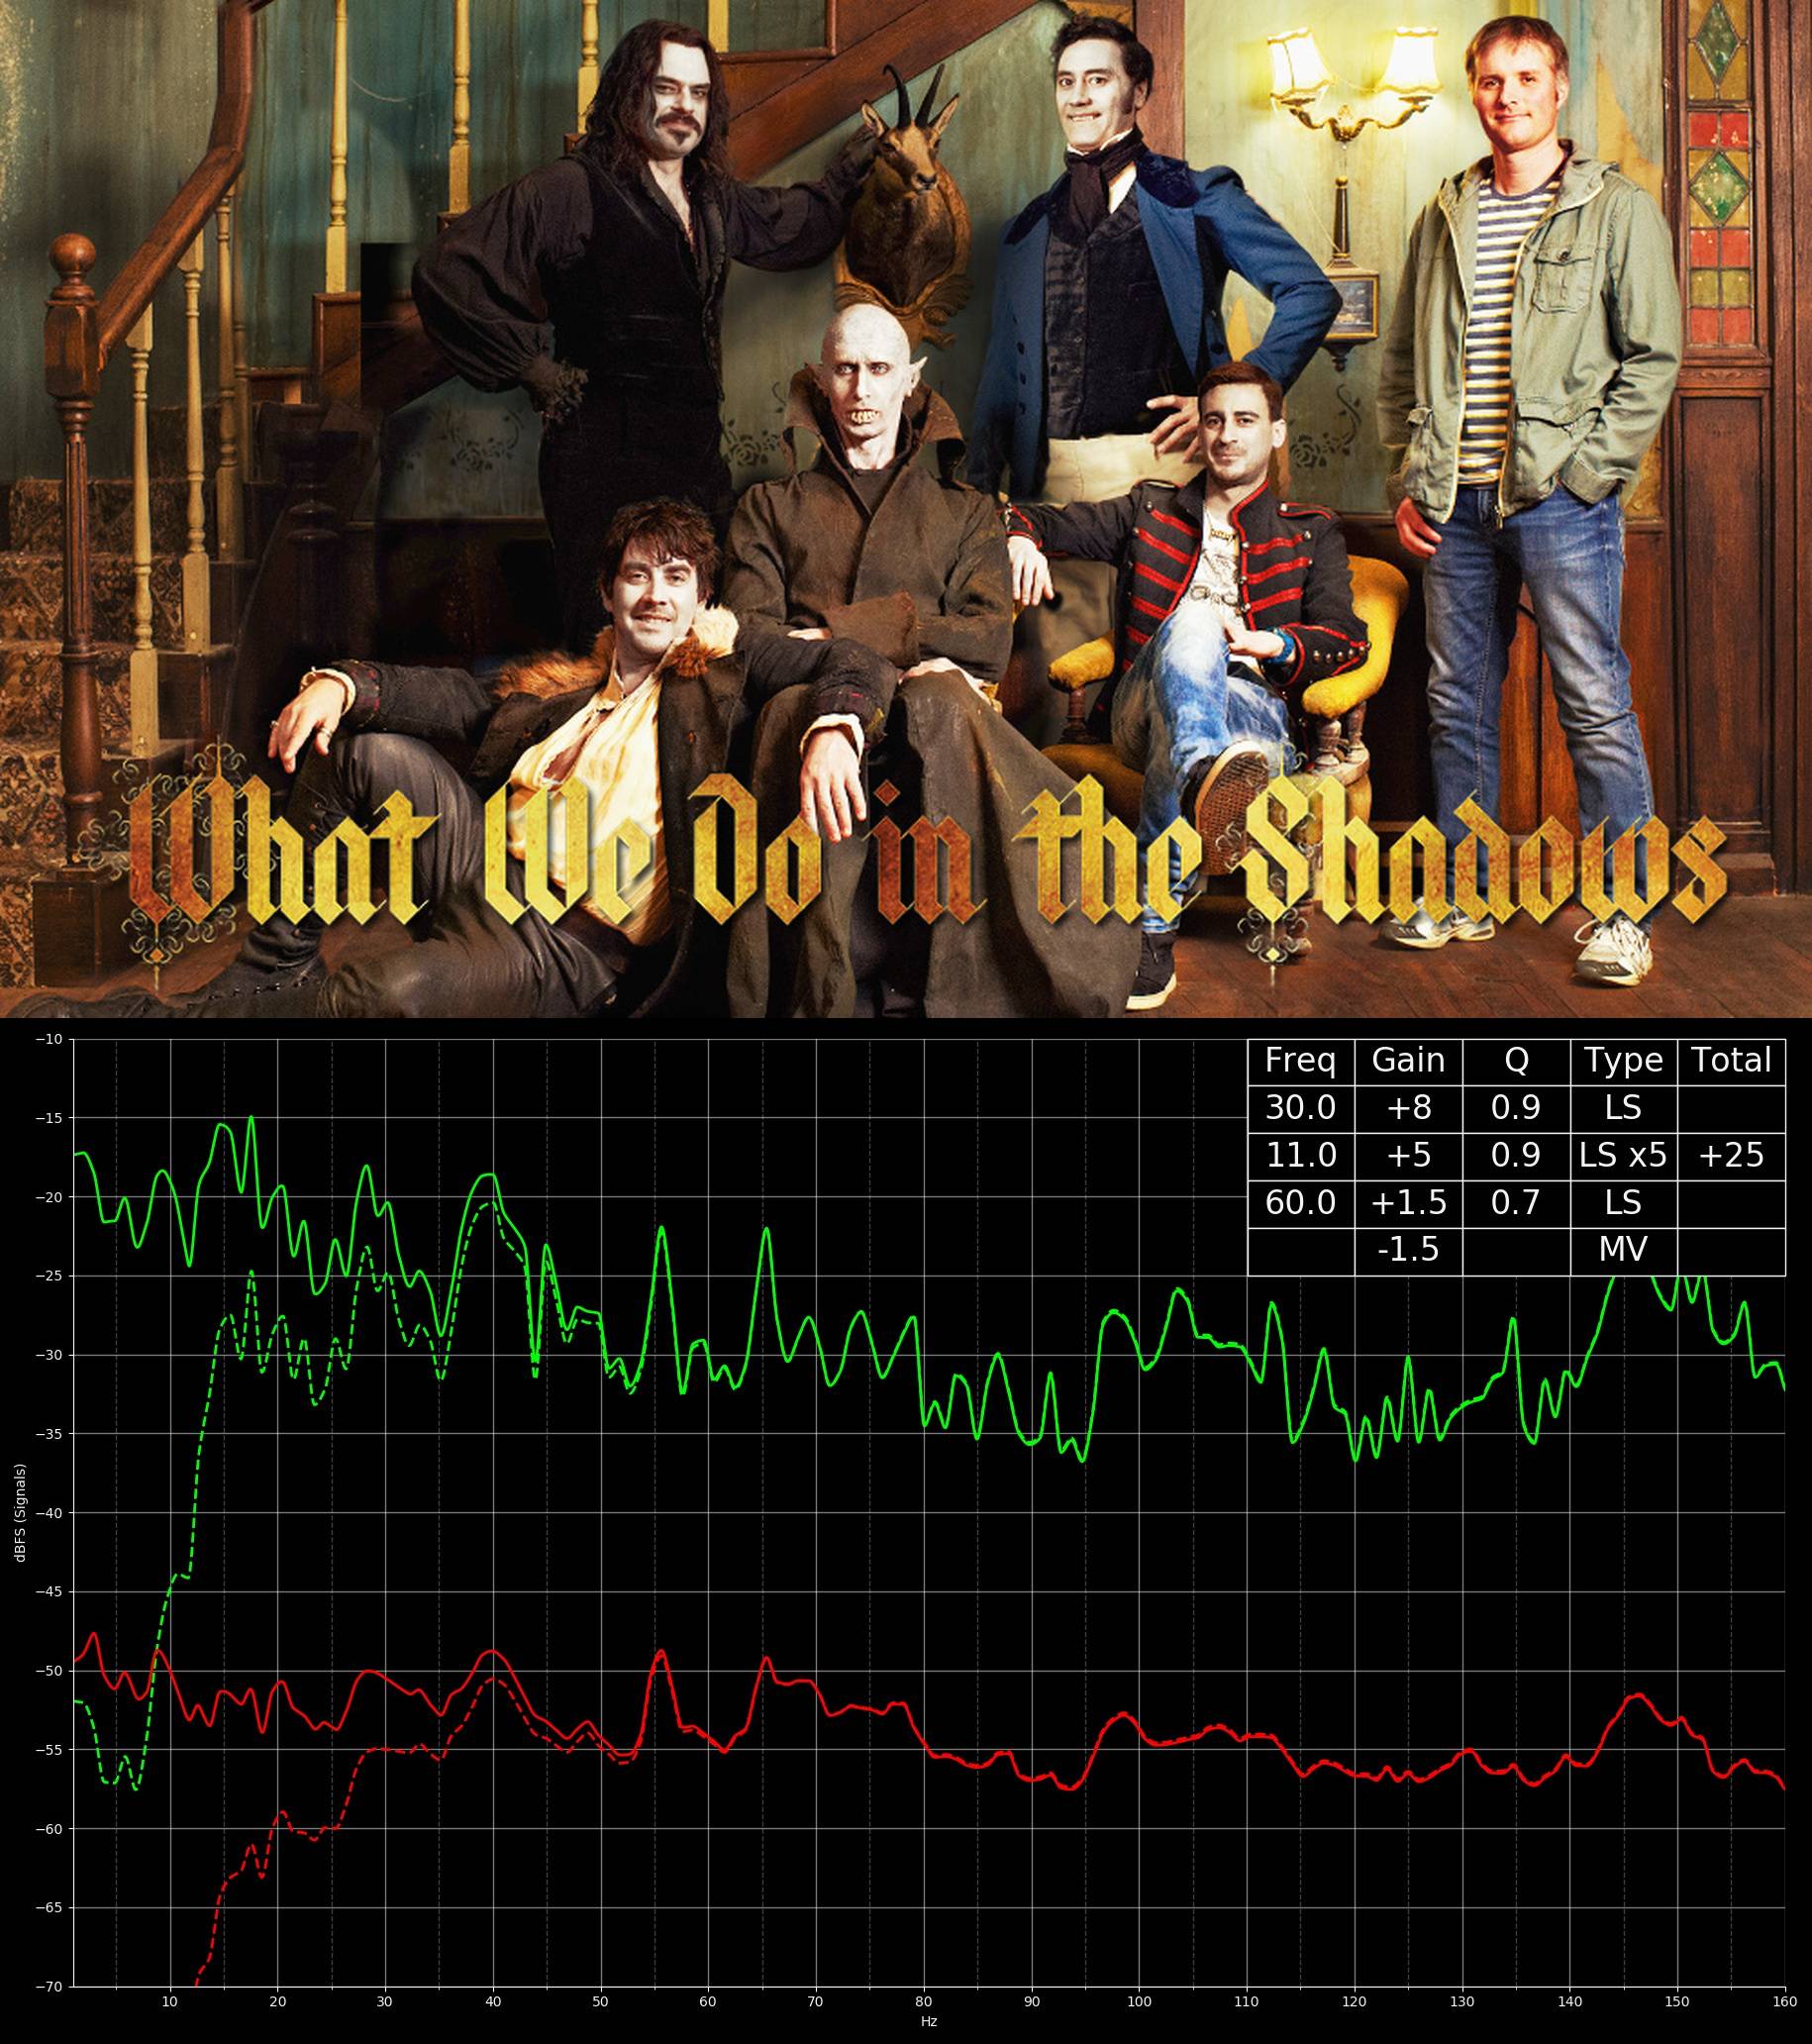 What We Do in the Shadows
Freq Gain Q Type Total
30.0 +8 0.9 LS
11.0 +5 0.9 LS x5 +25
60.0 +1.5 0.7 LS
-1.5 MV
−10
−15
−20
−25
−30
−35
−40
−45
−50
−55
−60
−65
−70
dBFS (Signals)
10 20 30 40 50 60 70 80 90 100 110 120 130 140 150 160
Hz